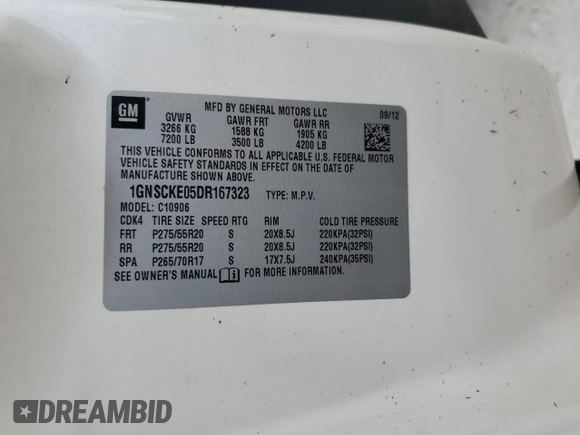 GM
MFD BY GENERAL MOTORS LLC
09/12
GVWR GAWR FRT GAWR RR
3266 KG 1588 KG 1905 KG
7200 LB 3500 LB 4200 LB
THIS VEHICLE CONFORMS TO ALL APPLICABLE U.S. FEDERAL MOTOR
VEHICLE SAFETY STANDARDS IN EFFECT ON THE DATE OF
MANUFACTURE SHOWN ABOVE.
1GNSCKE05DR167323 TYPE: M.P.V.
MODEL: C10906
CDK4 TIRE SIZE SPEED RTG RIM COLD TIRE PRESSURE
FRT P275/55R20 S 20X8.5J 220KPA(32PSI)
RR P275/55R20 S 20X8.5J 220KPA(32PSI)
SPA P265/70R17 S 17X7.5J 240KPA(35PSI)
SEE OWNER'S MANUAL FOR MORE INFORMATION.
DREAMBID